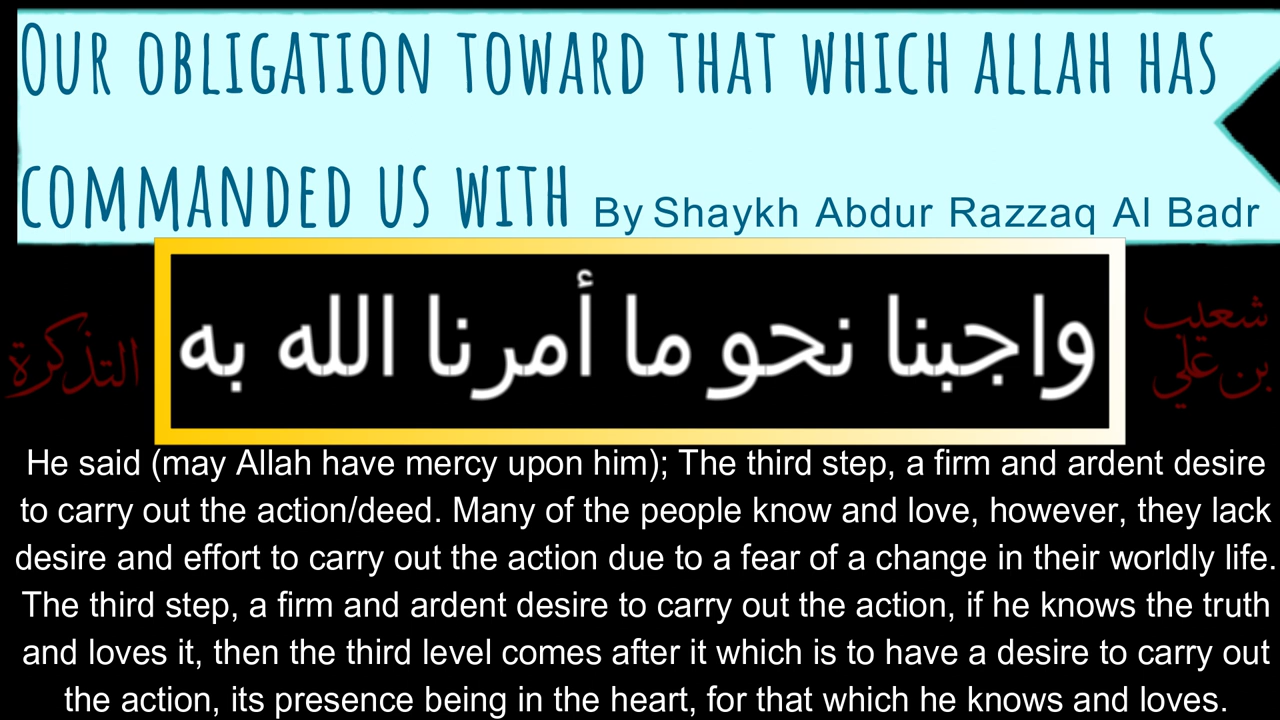 Our obligation toward that which Allah has
commanded us with By Shaykh Abdur Razzaq Al Badr
واجبنا نحو ما أمرنا الله به
شعيب
بن علي
التذكرة
He said (may Allah have mercy upon him); The third step, a firm and ardent desire
to carry out the action/deed. Many of the people know and love, however, they lack
desire and effort to carry out the action due to a fear of a change in their worldly life.
The third step, a firm and ardent desire to carry out the action, if he knows the truth
and loves it, then the third level comes after it which is to have a desire to carry out
the action, its presence being in the heart, for that which he knows and loves.